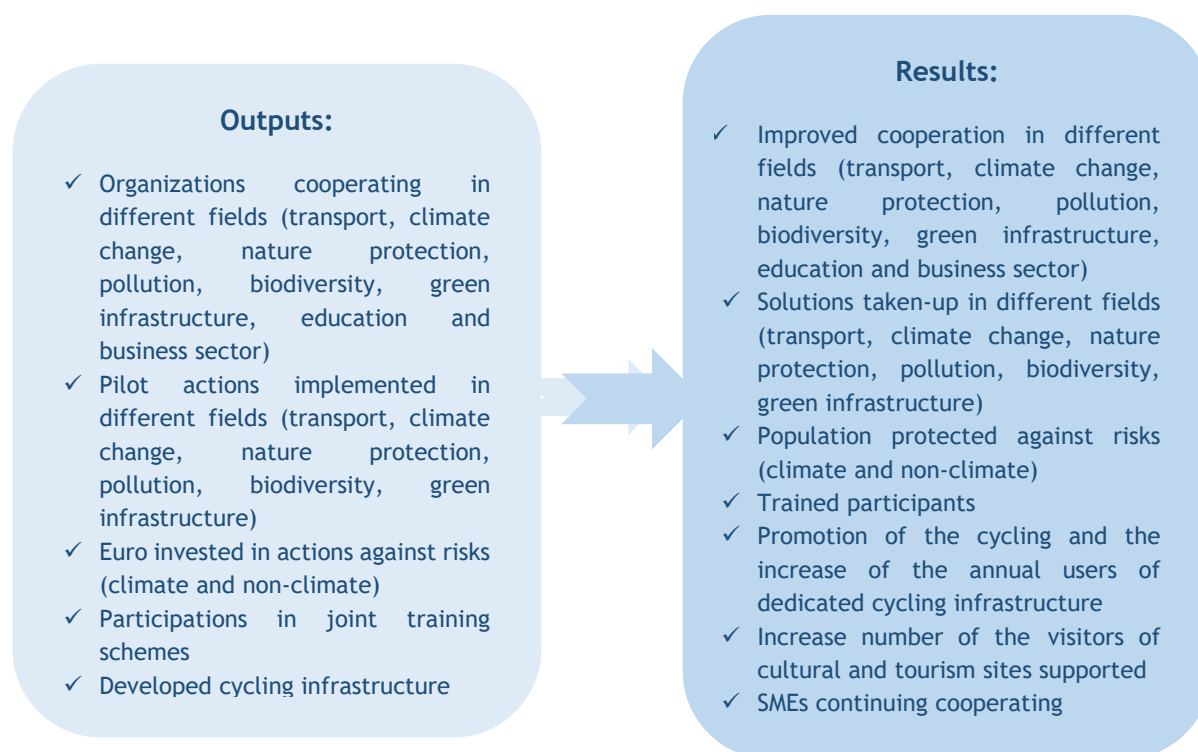 Outputs:
✓ Organizations cooperating in
different fields (transport, climate
change, nature protection,
pollution, biodiversity, green
infrastructure, education and
business sector)
✓ Pilot actions implemented in
different fields (transport, climate
change, nature protection,
pollution, biodiversity, green
infrastructure)
✓ Euro invested in actions against risks
(climate and non-climate)
✓ Participations in joint training
schemes
✓ Developed cycling infrastructure
Results:
✓ Improved cooperation in different
fields (transport, climate change,
nature protection, pollution,
biodiversity, green infrastructure,
education and business sector)
✓ Solutions taken-up in different fields
(transport, climate change, nature
protection, pollution, biodiversity,
green infrastructure)
✓ Population protected against risks
(climate and non-climate)
✓ Trained participants
✓ Promotion of the cycling and the
increase of the annual users of
dedicated cycling infrastructure
✓ Increase number of the visitors of
cultural and tourism sites supported
✓ SMEs continuing cooperating